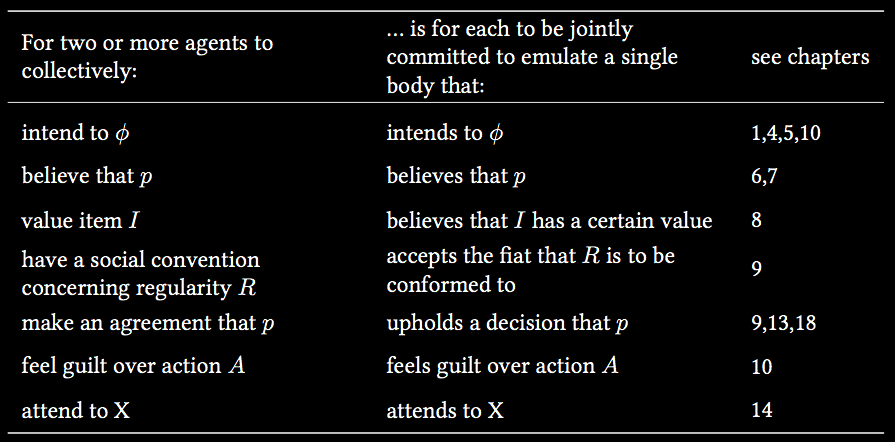 For two or more agents to
collectively:
… is for each to be jointly
committed to emulate a single
body that:
see chapters
intend to ϕ
intends to ϕ
1,4,5,10
believe that p
believes that p
6,7
value item I
believes that I has a certain value
8
have a social convention
concerning regularity R
accepts the fiat that R is to be
conformed to
9
make an agreement that p
upholds a decision that p
9,13,18
feel guilt over action A
feels guilt over action A
10
attend to X
attends to X
14